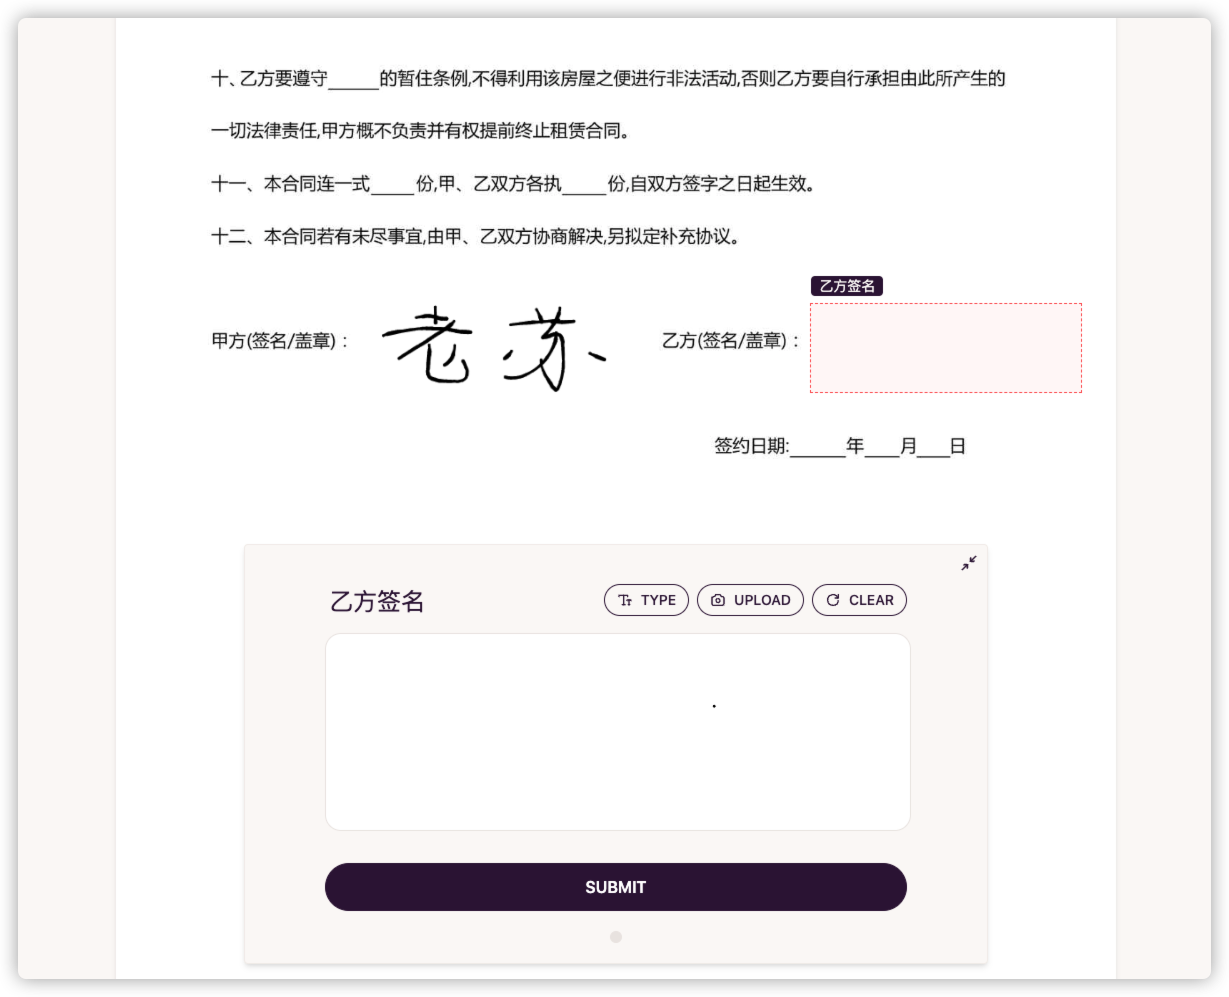 十、乙方要遵守______的暂住条例,不得利用该房屋之便进行非法活动,否则乙方要自行承担由此所产生的
一切法律责任,甲方概不负责并有权提前终止租赁合同。
十一、本合同连一式_____份,甲、乙双方各执_____份,自双方签字之日起生效。
十二、本合同若有未尽事宜,由甲、乙双方协商解决,另拟定补充协议。
乙方签名
甲方(签名/盖章)： 老苏 乙方(签名/盖章)：
签约日期:______年____月____日
乙方签名 TYPE UPLOAD CLEAR
SUBMIT